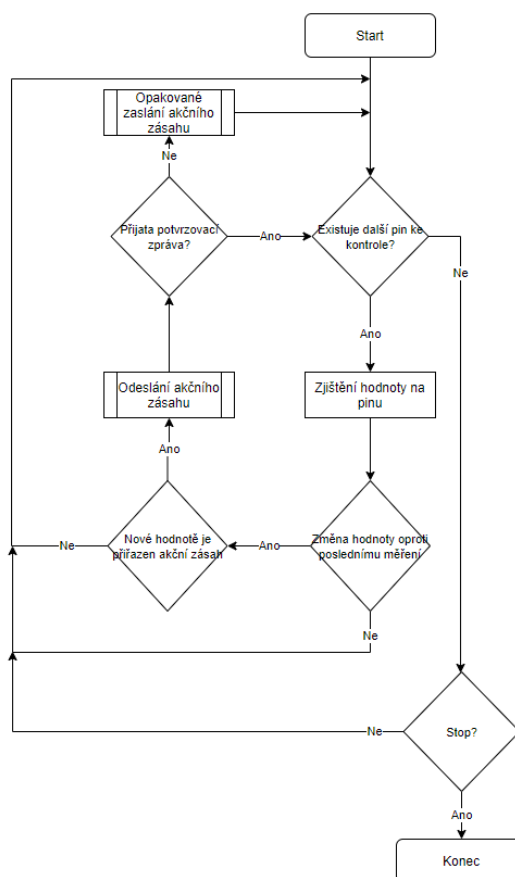 Start
Opakované
zaslání akčního
zásahu
Ne
Přijata potvrzovací
zpráva?
Ano
Existuje další pin ke
kontrole?
Ne
Ano
Odeslání akčního
zásahu
Zjištění hodnoty na
pinu
Ano
Nové hodnotě je
přiřazen akční zásah
Ne
Ano
Změna hodnoty oproti
poslednímu měření
Ne
Stop?
Ne
Ano
Konec